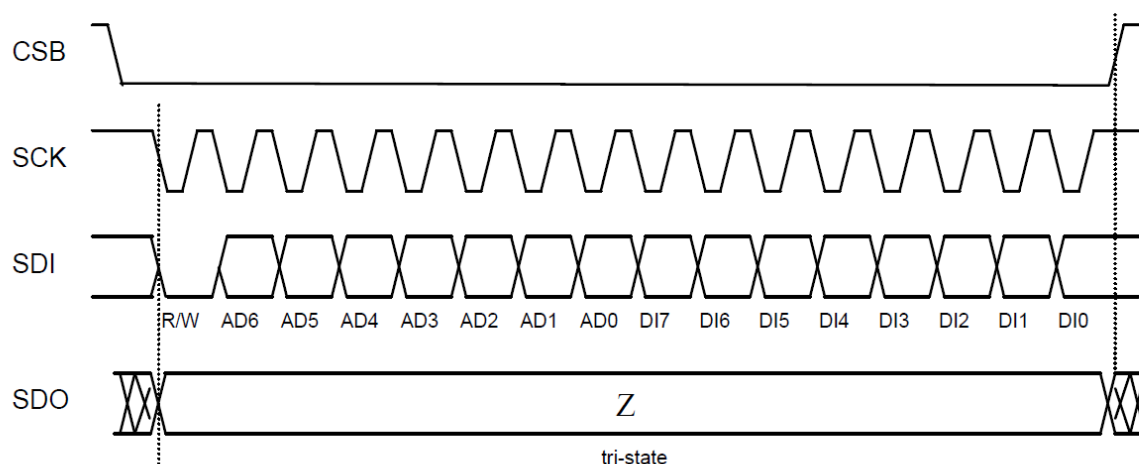 CSB
SCK
SDI
R/W AD6 AD5 AD4 AD3 AD2 AD1 AD0 DI7 DI6 DI5 DI4 DI3 DI2 DI1 DI0
SDO
Z
tri-state